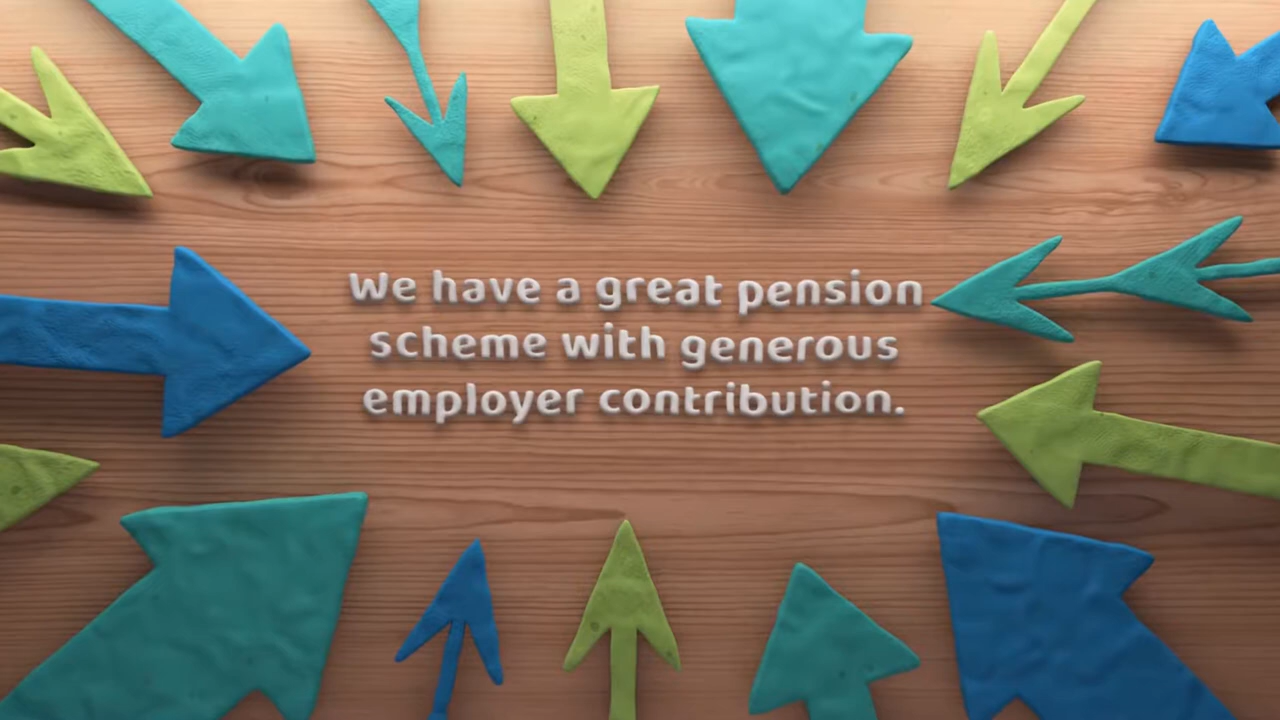 We have a great pension
scheme with generous
employer contribution.